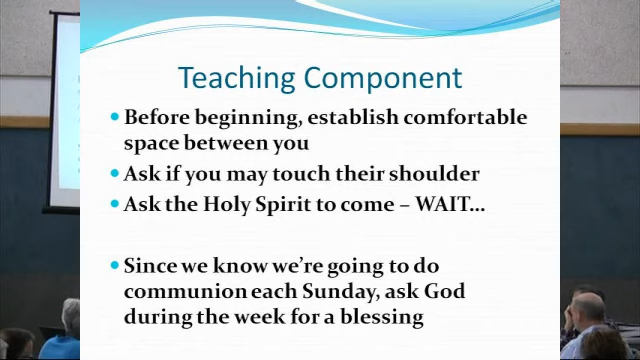 Teaching Component
Before beginning, establish comfortable
space between you
Ask if you may touch their shoulder
Ask the Holy Spirit to come – WAIT...
Since we know we're going to do
communion each Sunday, ask God
during the week for a blessing